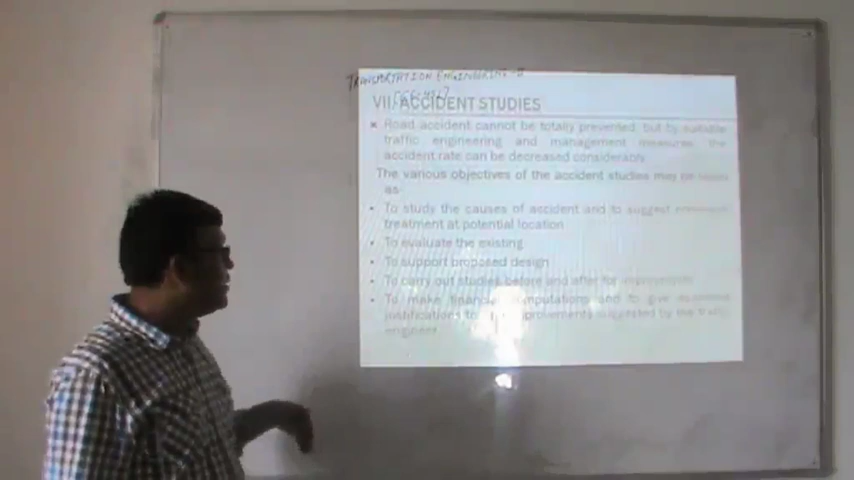 TRANSPORTATION ENGINEERING-II
VII. ACCIDENT STUDIES
Road accident cannot be totally prevented, but by suitable
traffic engineering and management measures, the
accident rate can be decreased considerably
The various objectives of the accident studies may be
as
• To study the causes of accident and to suggest
treatment at potential location
• To evaluate the existing
• To support proposed design
• To carry out studies before and after for
• To make financial computations and to give
justifications to improvements suggested by the
engineer